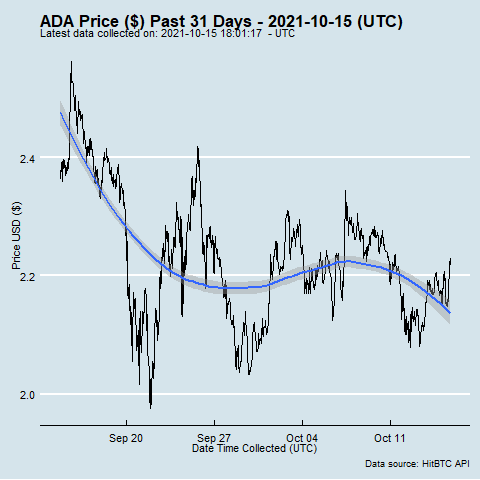 ADA Price ($) Past 31 Days - 2021-10-15 (UTC)
Latest data collected on: 2021-10-15 18:01:17 - UTC
2.4
2.2
2.0
Price USD ($)
Sep 20
Sep 27
Oct 04
Oct 11
Date Time Collected (UTC)
Data source: HitBTC API